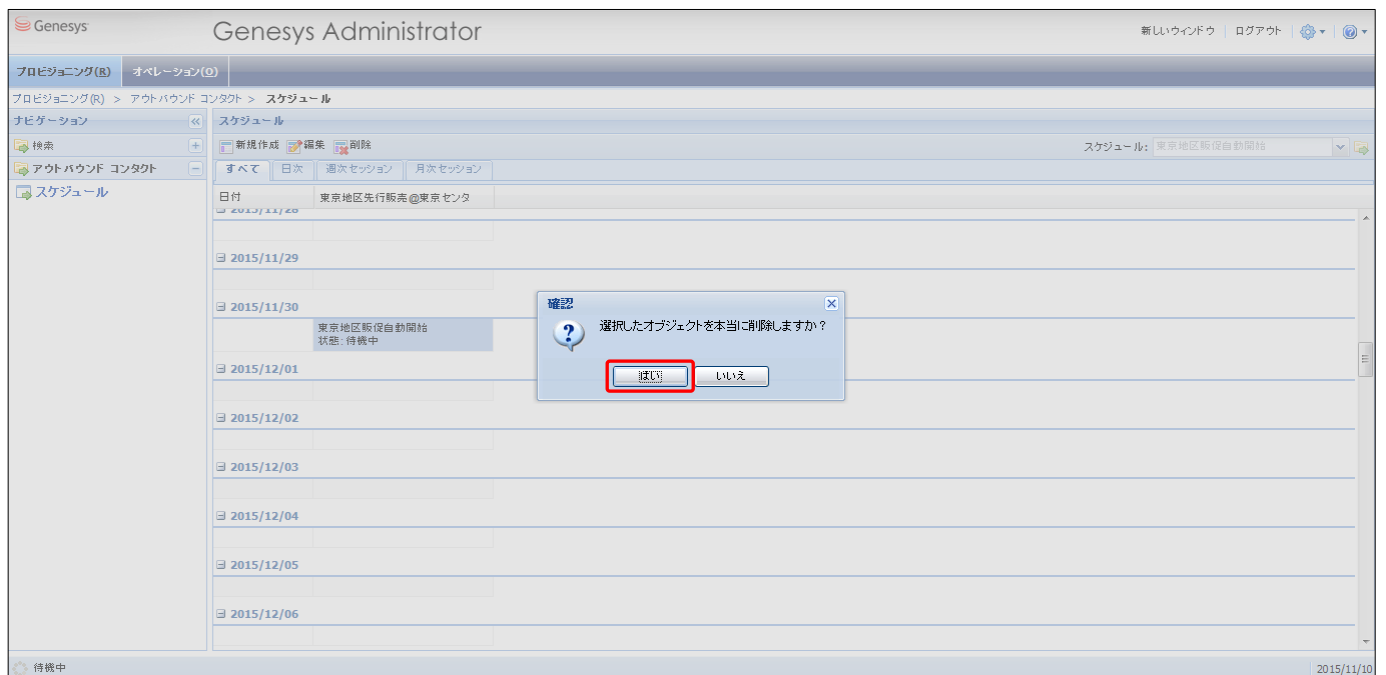 Genesys
Genesys Administrator
新しいウィンドウ ログアウト
プロビジョニング(R) オペレーション(O)
プロビジョニング(R) > アウトバウンド コンタクト > スケジュール
ナビゲーション
スケジュール
検索
アウトバウンド コンタクト
スケジュール
新規作成 編集 削除
スケジュール: 東京地区販促自動開始
すべて 日次 週次セッション 月次セッション
日付 東京地区先行販売@東京センタ
2015/11/28
2015/11/29
2015/11/30
東京地区販促自動開始
状態: 待機中
2015/12/01
2015/12/02
2015/12/03
2015/12/04
2015/12/05
2015/12/06
確認
選択したオブジェクトを本当に削除しますか？
はい いいえ
待機中
2015/11/10